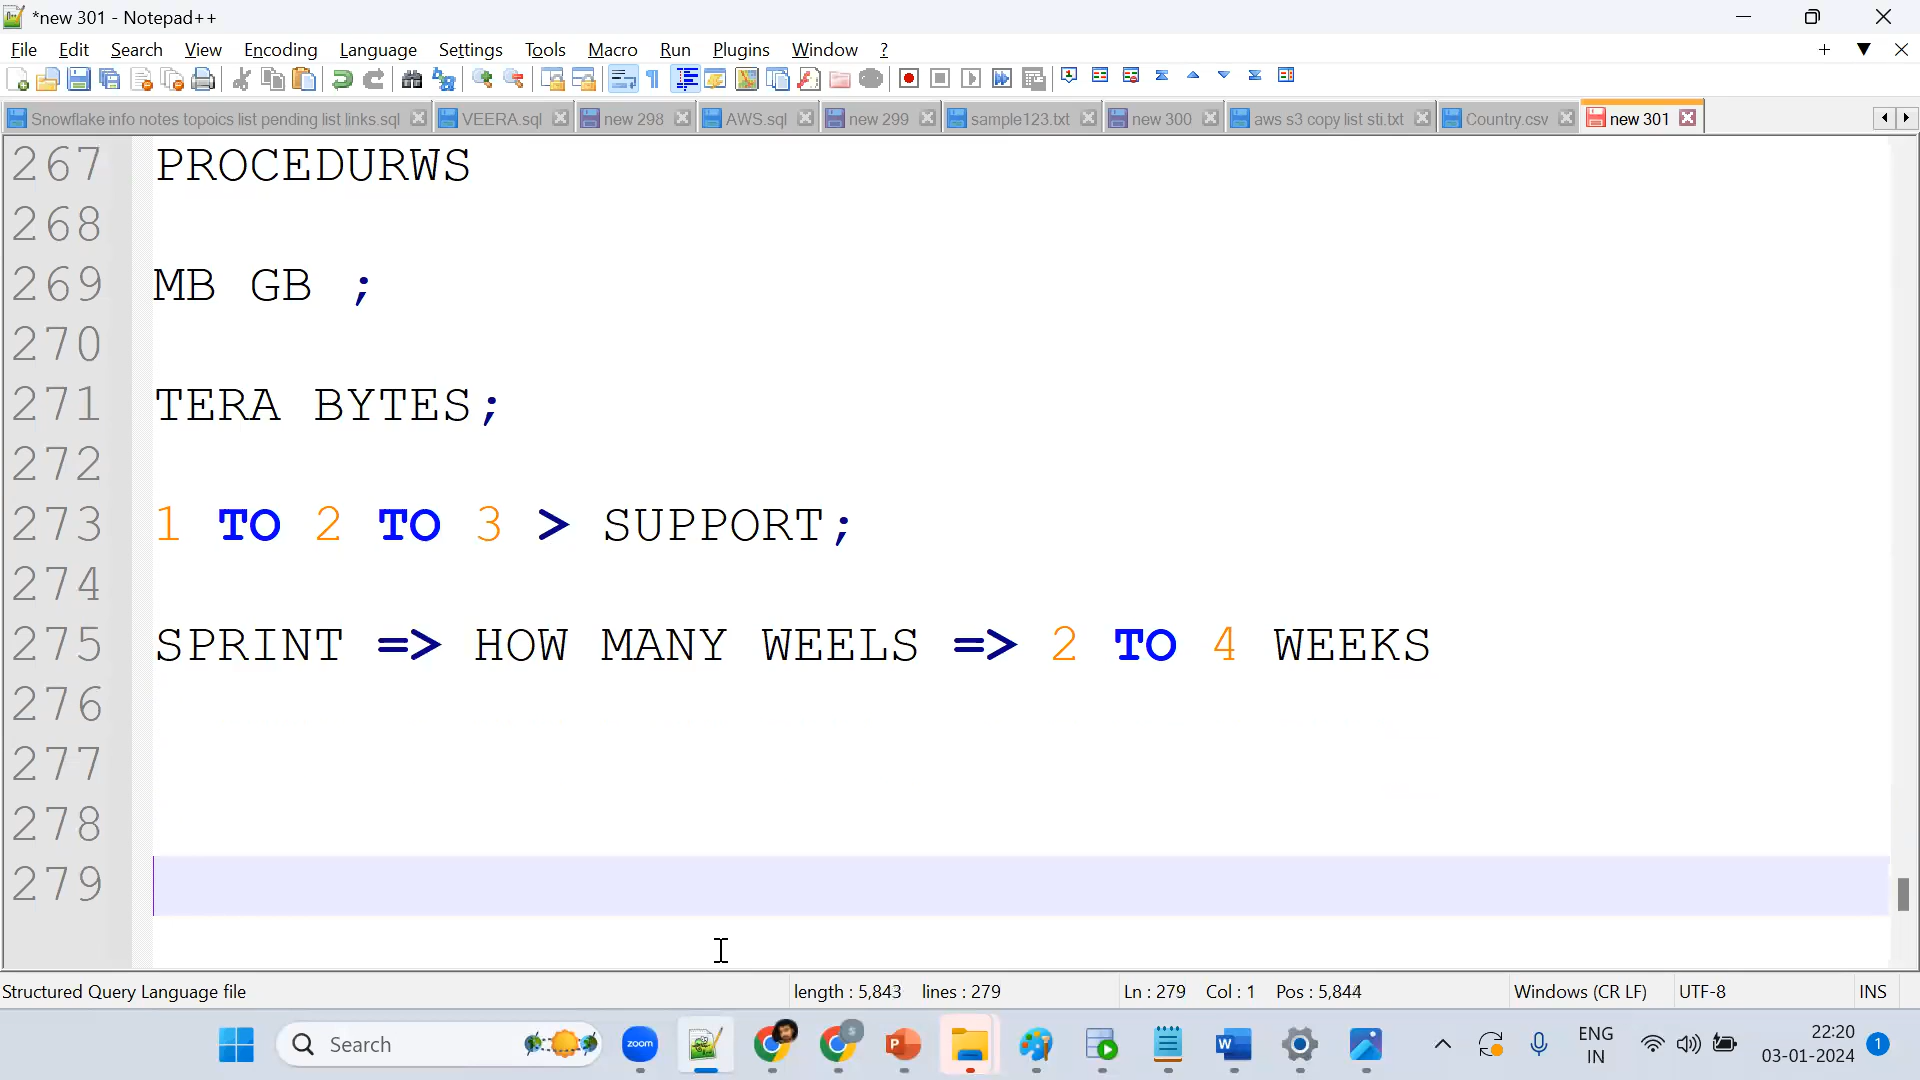 *new 301 - Notepad++
File Edit Search View Encoding Language Settings Tools Macro Run Plugins Window ?
Snowflake info notes topoics list pending list links.sql VEERA.sql new 298 AWS.sql new 299 sample123.txt new 300 aws s3 copy list sti.txt Country.csv new 301
267 PROCEDURWS
268
269 MB GB ;
270
271 TERA BYTES;
272
273 1 TO 2 TO 3 > SUPPORT;
274
275 SPRINT => HOW MANY WEELS => 2 TO 4 WEEKS
276
277
278
279
Structured Query Language file length : 5,843 lines : 279 Ln : 279 Col : 1 Pos : 5,844 Windows (CR LF) UTF-8 INS
Search zoom ENG 22:20
IN 03-01-2024 1